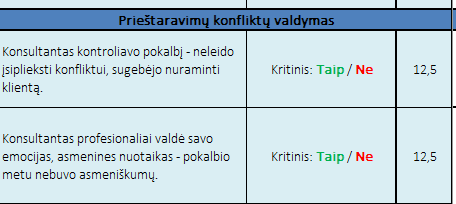 Prieštaravimų konfliktų valdymas
Konsultantas kontroliavo pokalbį - neleido
įsiplieksti konfliktui, sugebėjo nuraminti
klientą.
Kritinis: Taip / Ne
12,5
Konsultantas profesionaliai valdė savo
emocijas, asmenines nuotaikas - pokalbio
metu nebuvo asmeniškumų.
Kritinis: Taip / Ne
12,5